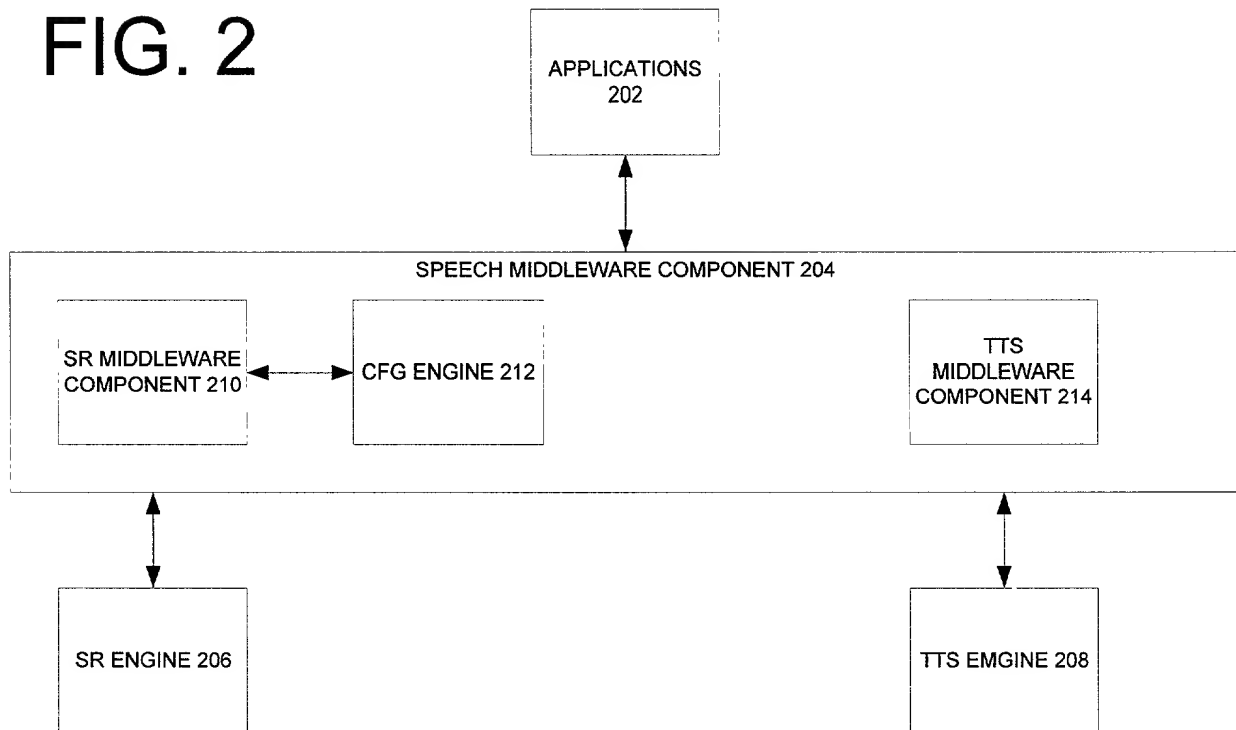 FIG. 2
APPLICATIONS
202
SPEECH MIDDLEWARE COMPONENT 204
SR MIDDLEWARE
COMPONENT 210
CFG ENGINE 212
TTS
MIDDLEWARE
COMPONENT 214
SR ENGINE 206
TTS EMGINE 208